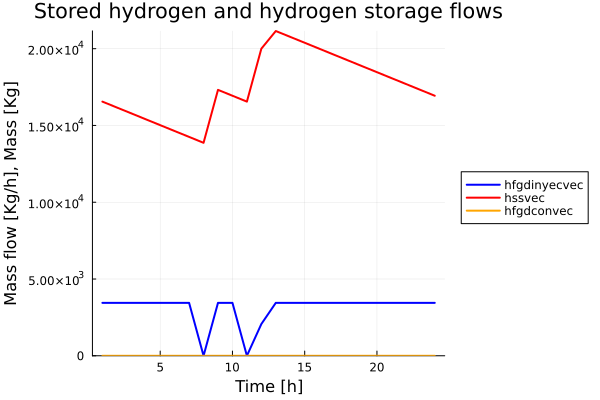 Stored hydrogen and hydrogen storage flows
Mass flow [Kg/h], Mass [Kg]
2.00×10⁴
1.50×10⁴
1.00×10⁴
5.00×10³
0
5 10 15 20
Time [h]
hfgdinyecvec
hssvec
hfgdconvec